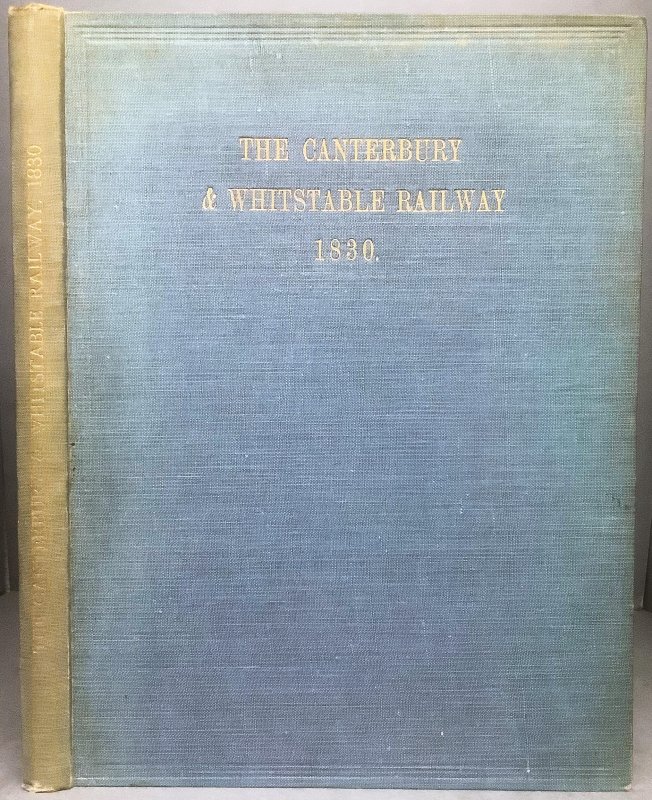 THE CANTERBURY
& WHITSTABLE RAILWAY
1830.
THE CANTERBURY & WHITSTABLE RAILWAY, 1830